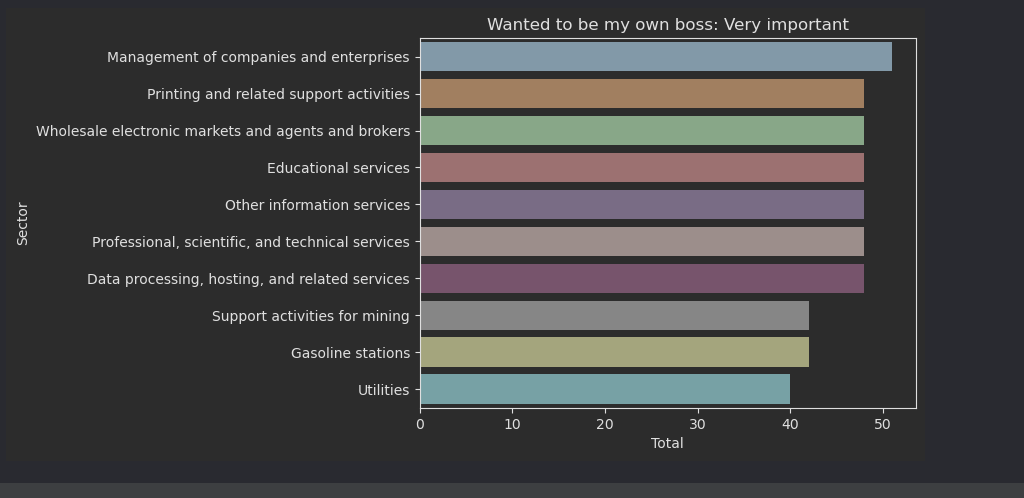 Wanted to be my own boss: Very important
Management of companies and enterprises
Printing and related support activities
Wholesale electronic markets and agents and brokers
Educational services
Other information services
Professional, scientific, and technical services
Data processing, hosting, and related services
Support activities for mining
Gasoline stations
Utilities
Sector
0 10 20 30 40 50
Total